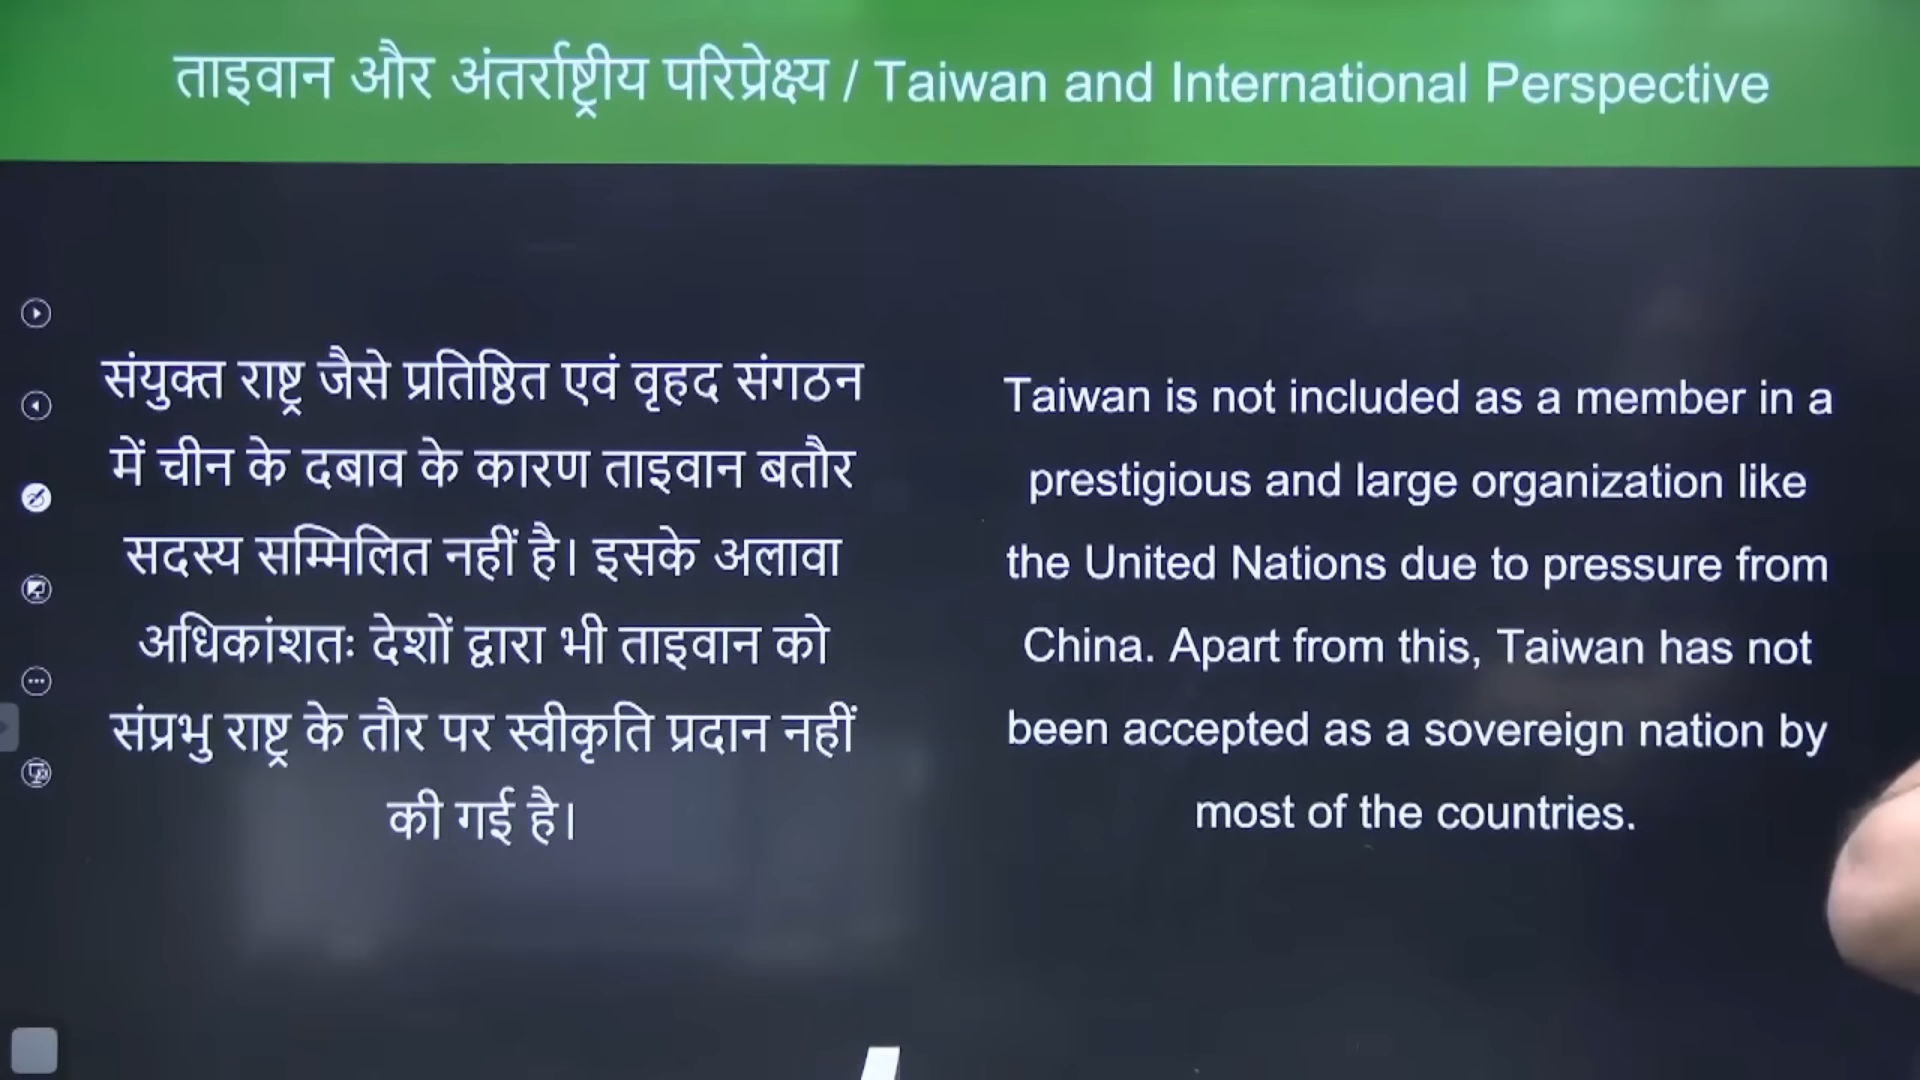 ताइवान और अंतर्राष्ट्रीय परिप्रेक्ष्य / Taiwan and International Perspective
संयुक्त राष्ट्र जैसे प्रतिष्ठित एवं वृहद संगठन
में चीन के दबाव के कारण ताइवान बतौर
सदस्य सम्मिलित नहीं है। इसके अलावा
अधिकांशतः देशों द्वारा भी ताइवान को
संप्रभु राष्ट्र के तौर पर स्वीकृति प्रदान नहीं
की गई है।
Taiwan is not included as a member in a
prestigious and large organization like
the United Nations due to pressure from
China. Apart from this, Taiwan has not
been accepted as a sovereign nation by
most of the countries.